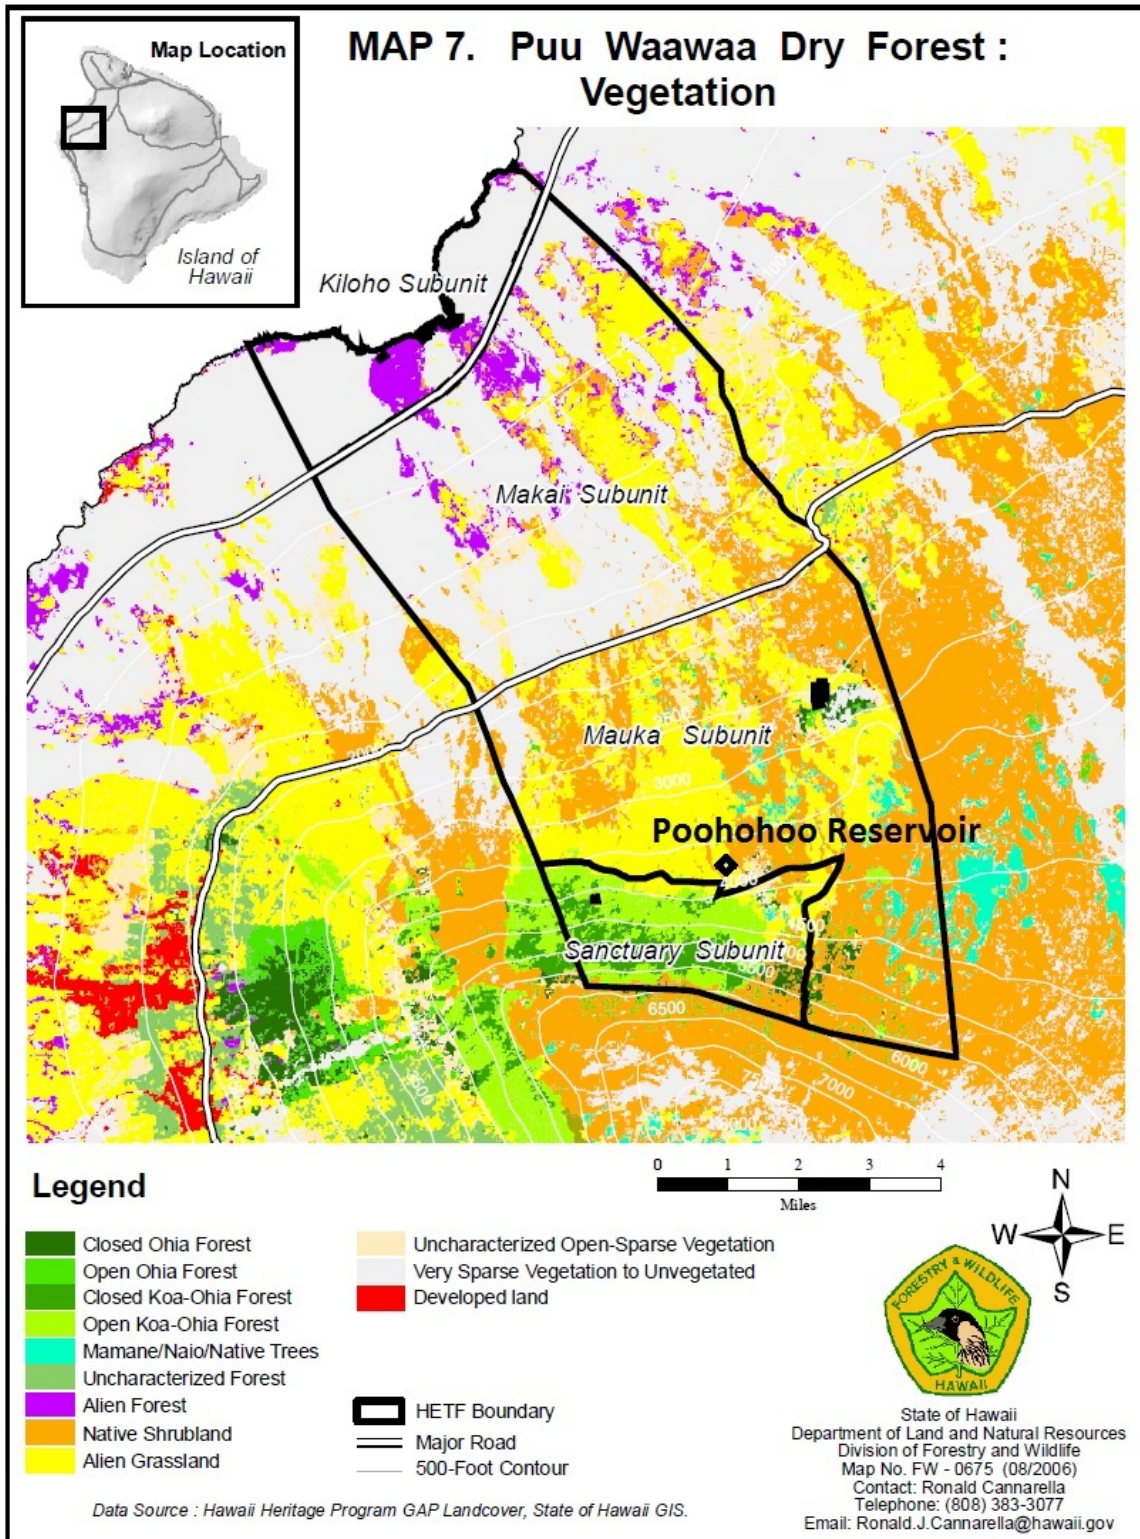 Map Location
Island of
Hawaii
MAP 7. Puu Waawaa Dry Forest :
Vegetation
Kiloho Subunit
Makai Subunit
Mauka Subunit
3000
Poohohoo Reservoir
Sanctuary Subunit
6500
6000
7000
Legend
Closed Ohia Forest
Open Ohia Forest
Closed Koa-Ohia Forest
Open Koa-Ohia Forest
Mamane/Naio/Native Trees
Uncharacterized Forest
Alien Forest
Native Shrubland
Alien Grassland
Uncharacterized Open-Sparse Vegetation
Very Sparse Vegetation to Unvegetated
Developed land
HETF Boundary
Major Road
500-Foot Contour
0 1 2 3 4
Miles
N
W E
S
FORESTRY & WILDLIFE
HAWAII
State of Hawaii
Department of Land and Natural Resources
Division of Forestry and Wildlife
Map No. FW - 0675 (08/2006)
Contact: Ronald Cannarella
Telephone: (808) 383-3077
Email: Ronald.J.Cannarella@hawaii.gov
Data Source : Hawaii Heritage Program GAP Landcover, State of Hawaii GIS.